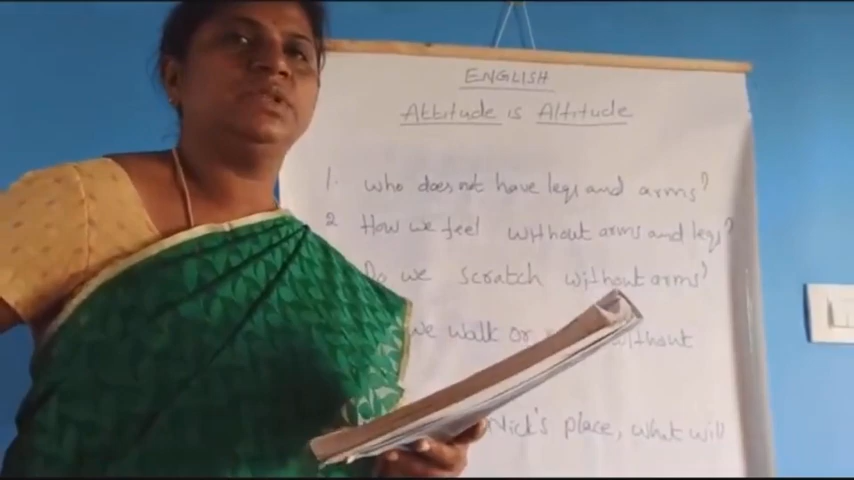 ENGLISH
Attitude is Altitude
1. who does not have legs and arms?
2 How we feel without arms and legs?
Do we scratch without arms?
we walk or without
Nick's place, what will